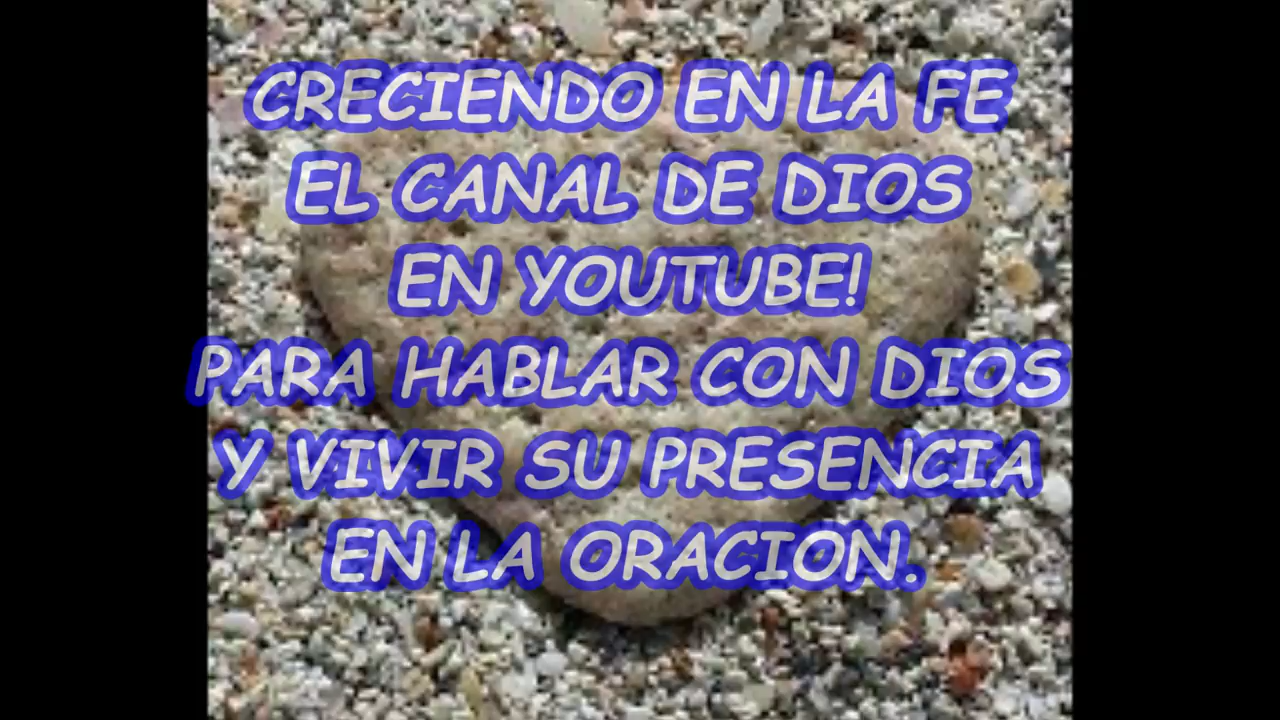 CRECIENDO EN LA FE
EL CANAL DE DIOS
EN YOUTUBE!
PARA HABLAR CON DIOS
Y VIVIR SU PRESENCIA
EN LA ORACION.